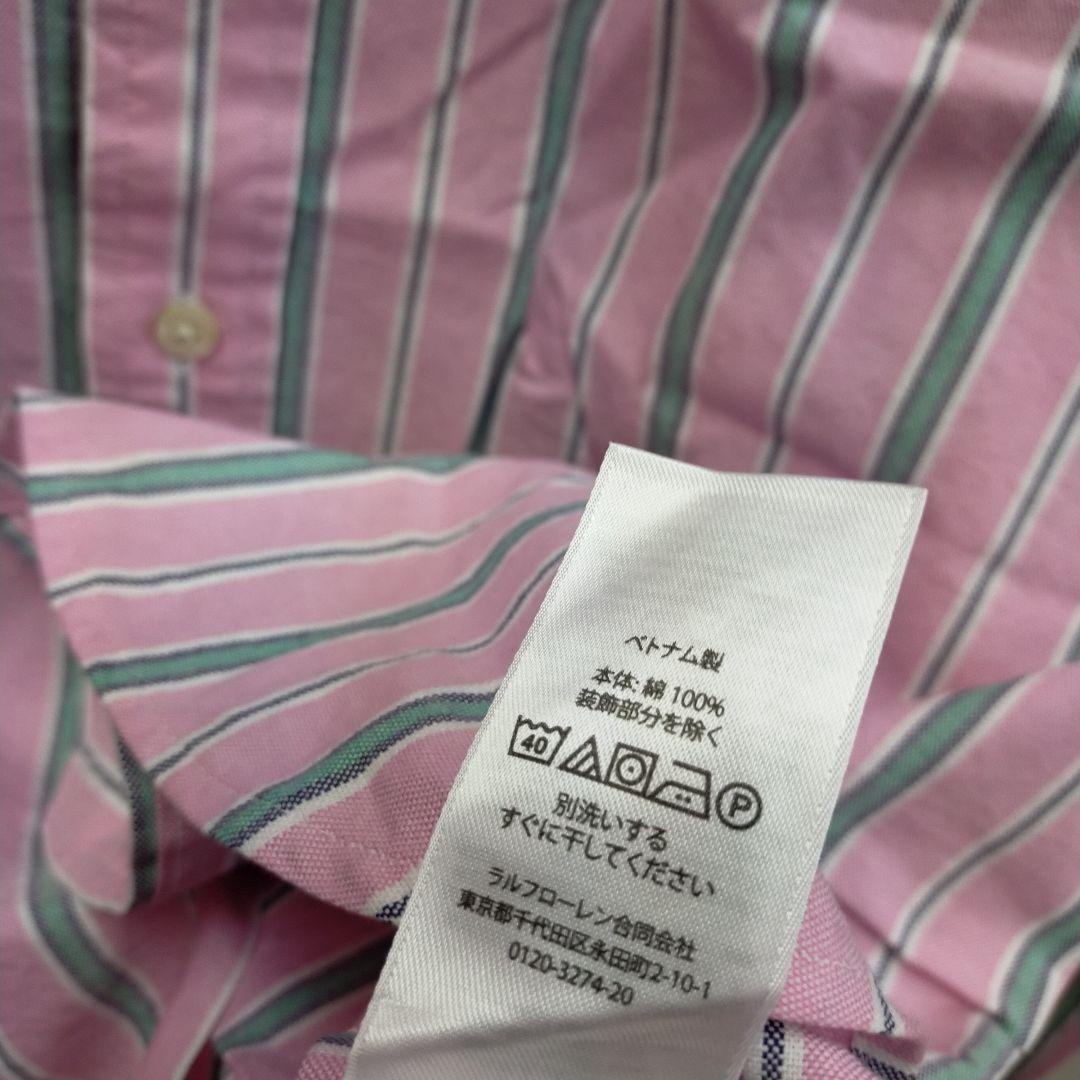 ベトナム製
本体: 綿 100%
装飾部分を除く
40 P
別洗いする
すぐに干してください
ラルフローレン合同会社
東京都千代田区永田町2-10-1
0120-3274-20